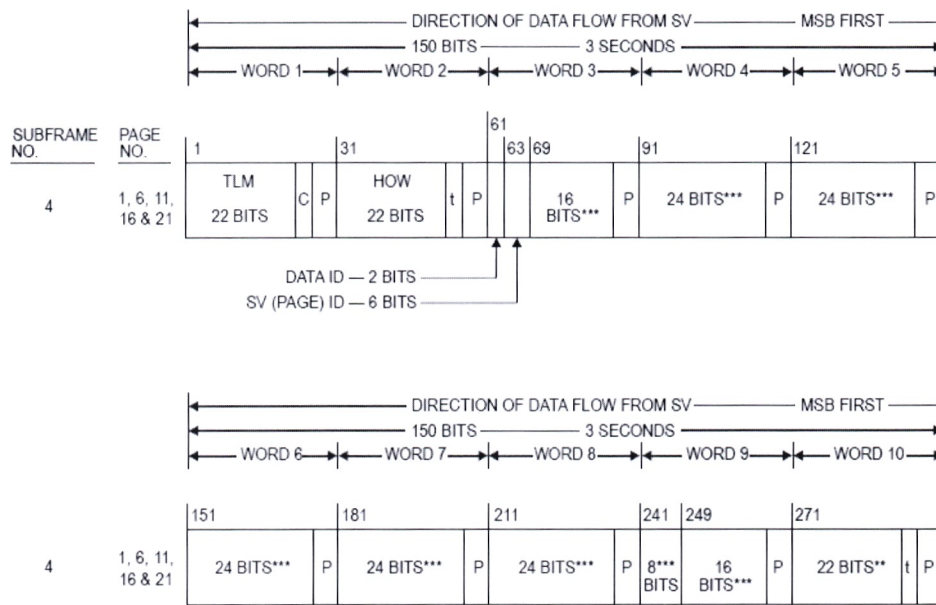 DIRECTION OF DATA FLOW FROM SV MSB FIRST
150 BITS 3 SECONDS
WORD 1 WORD 2 WORD 3 WORD 4 WORD 5
SUBFRAME NO. PAGE NO.
1 31 61 63 69 91 121
4 1, 6, 11, 16 & 21
TLM 22 BITS C P HOW 22 BITS t P 16 BITS*** P 24 BITS*** P 24 BITS*** P
DATA ID — 2 BITS
SV (PAGE) ID — 6 BITS
DIRECTION OF DATA FLOW FROM SV MSB FIRST
150 BITS 3 SECONDS
WORD 6 WORD 7 WORD 8 WORD 9 WORD 10
151 181 211 241 249 271
4 1, 6, 11, 16 & 21
24 BITS*** P 24 BITS*** P 24 BITS*** P 8*** BITS 16 BITS*** P 22 BITS** t P